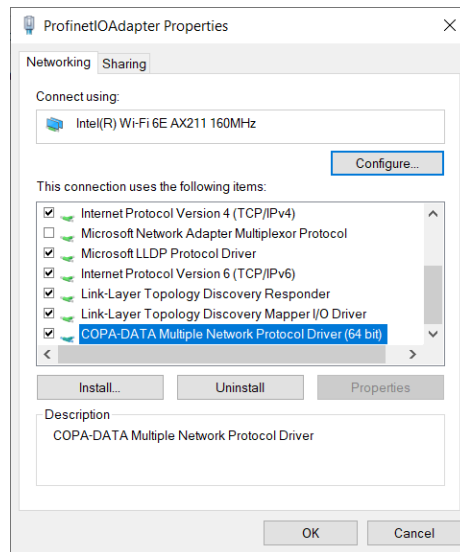 ProfinetIOAdapter Properties
Networking Sharing
Connect using:
Intel(R) Wi-Fi 6E AX211 160MHz
Configure...
This connection uses the following items:
Internet Protocol Version 4 (TCP/IPv4)
Microsoft Network Adapter Multiplexor Protocol
Microsoft LLDP Protocol Driver
Internet Protocol Version 6 (TCP/IPv6)
Link-Layer Topology Discovery Responder
Link-Layer Topology Discovery Mapper I/O Driver
COPA-DATA Multiple Network Protocol Driver (64 bit)
Install... Uninstall Properties
Description
COPA-DATA Multiple Network Protocol Driver
OK Cancel